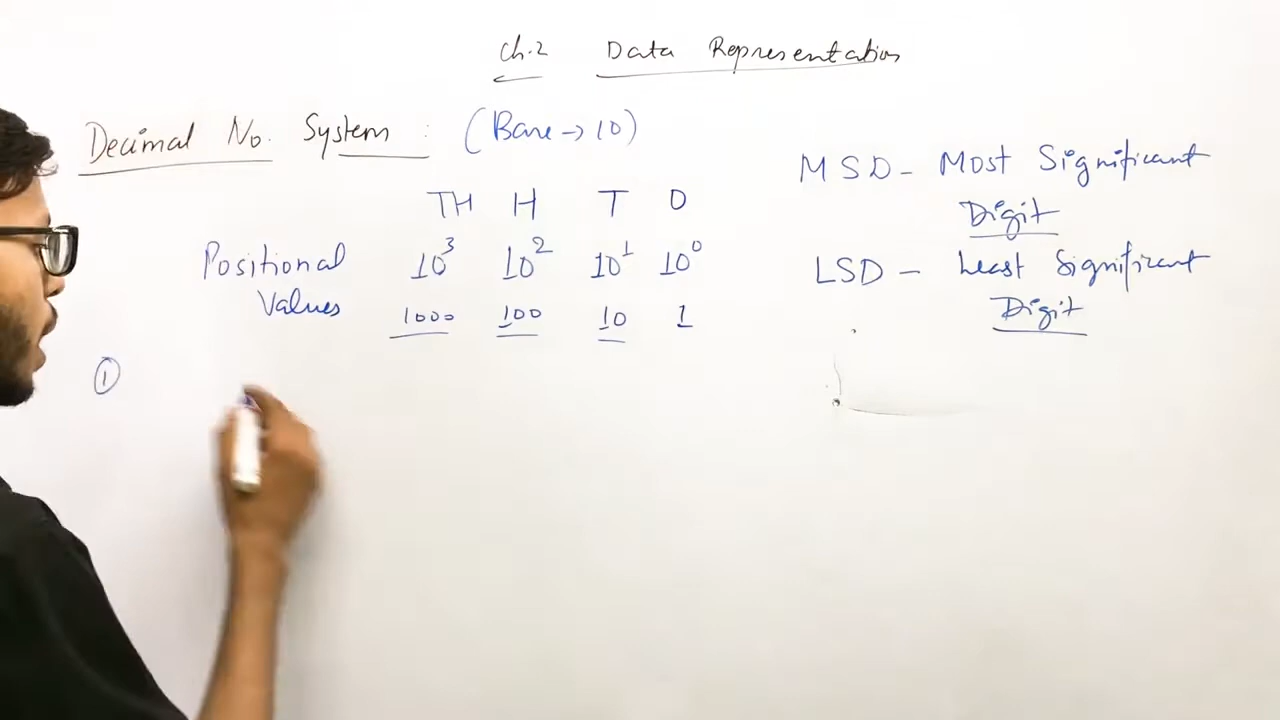 Ch.2 Data Representation
Decimal No. System : (Base → 10)
TH H T O
Positional 10³ 10² 10¹ 10⁰
Values 1000 100 10 1
MSD - Most Significant
Digit
LSD - Least Significant
Digit
①